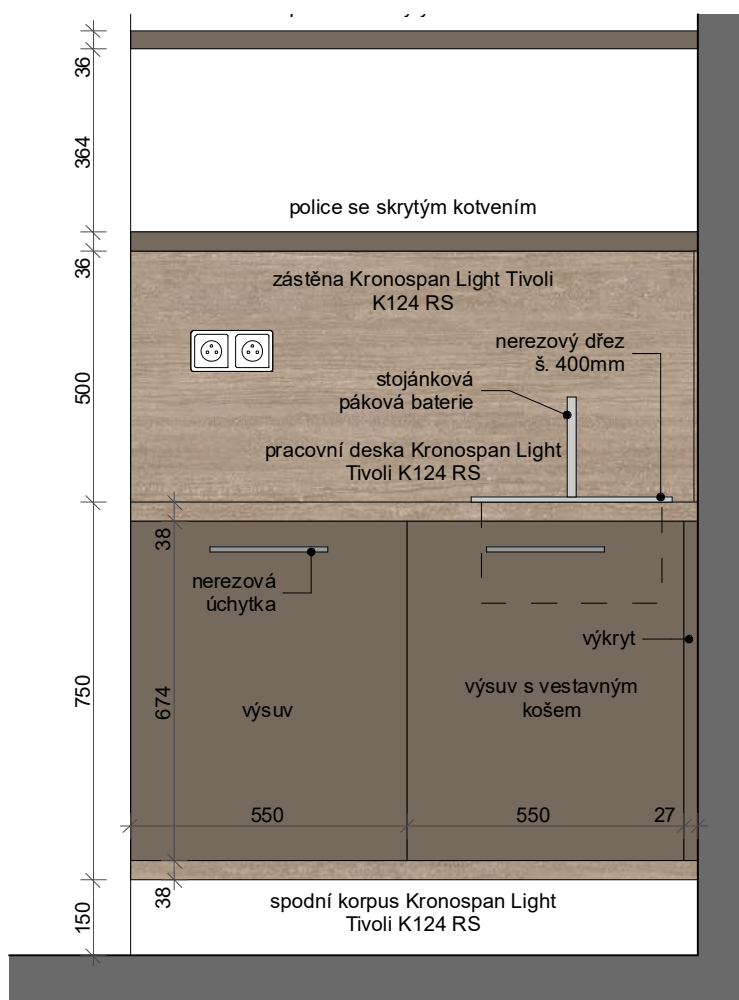 36
364
police se skrytým kotvením
36
zástěna Kronospan Light Tivoli
K124 RS
nerezový dřez
š. 400mm
500
stojánková
páková baterie
pracovní deska Kronospan Light
Tivoli K124 RS
38
nerezová
úchytka
výkryt
750
674
výsuv
výsuv s vestavným
košem
550
550
27
38
150
spodní korpus Kronospan Light
Tivoli K124 RS